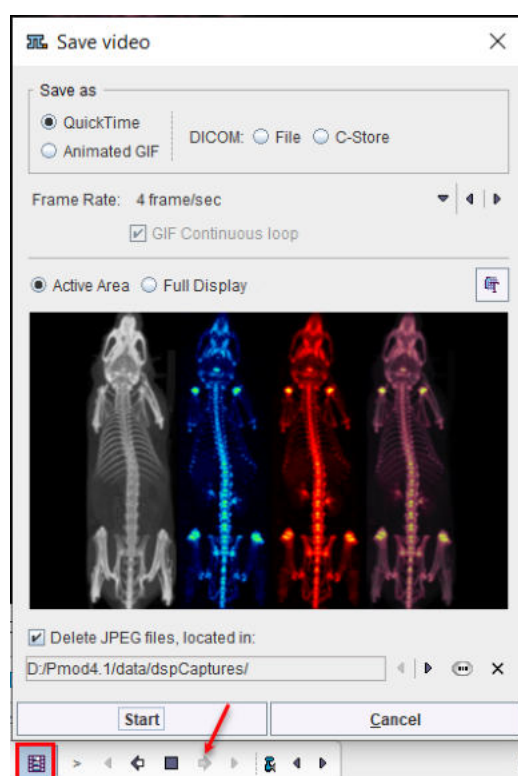 Save video
Save as
QuickTime
Animated GIF
DICOM: File C-Store
Frame Rate: 4 frame/sec
GIF Continuous loop
Active Area Full Display
Delete JPEG files, located in:
D:/Pmod4.1/data/dspCaptures/
Start Cancel